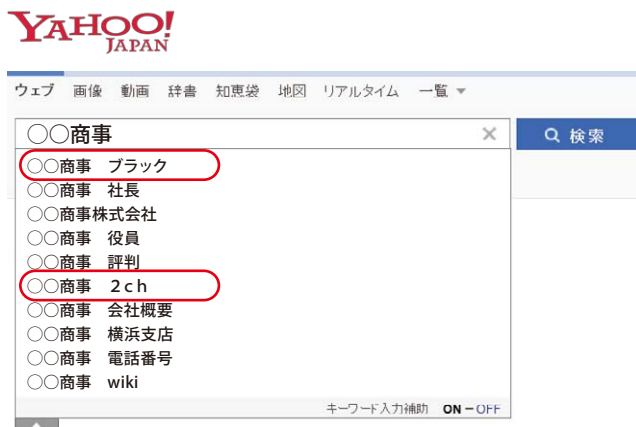 YAHOO!
JAPAN
ウェブ 画像 動画 辞書 知恵袋 地図 リアルタイム 一覧 ▼
○○商事 × 検索
○○商事 ブラック
○○商事 社長
○○商事株式会社
○○商事 役員
○○商事 評判
○○商事 2ch
○○商事 会社概要
○○商事 横浜支店
○○商事 電話番号
○○商事 wiki
キーワード入力補助 ON-OFF